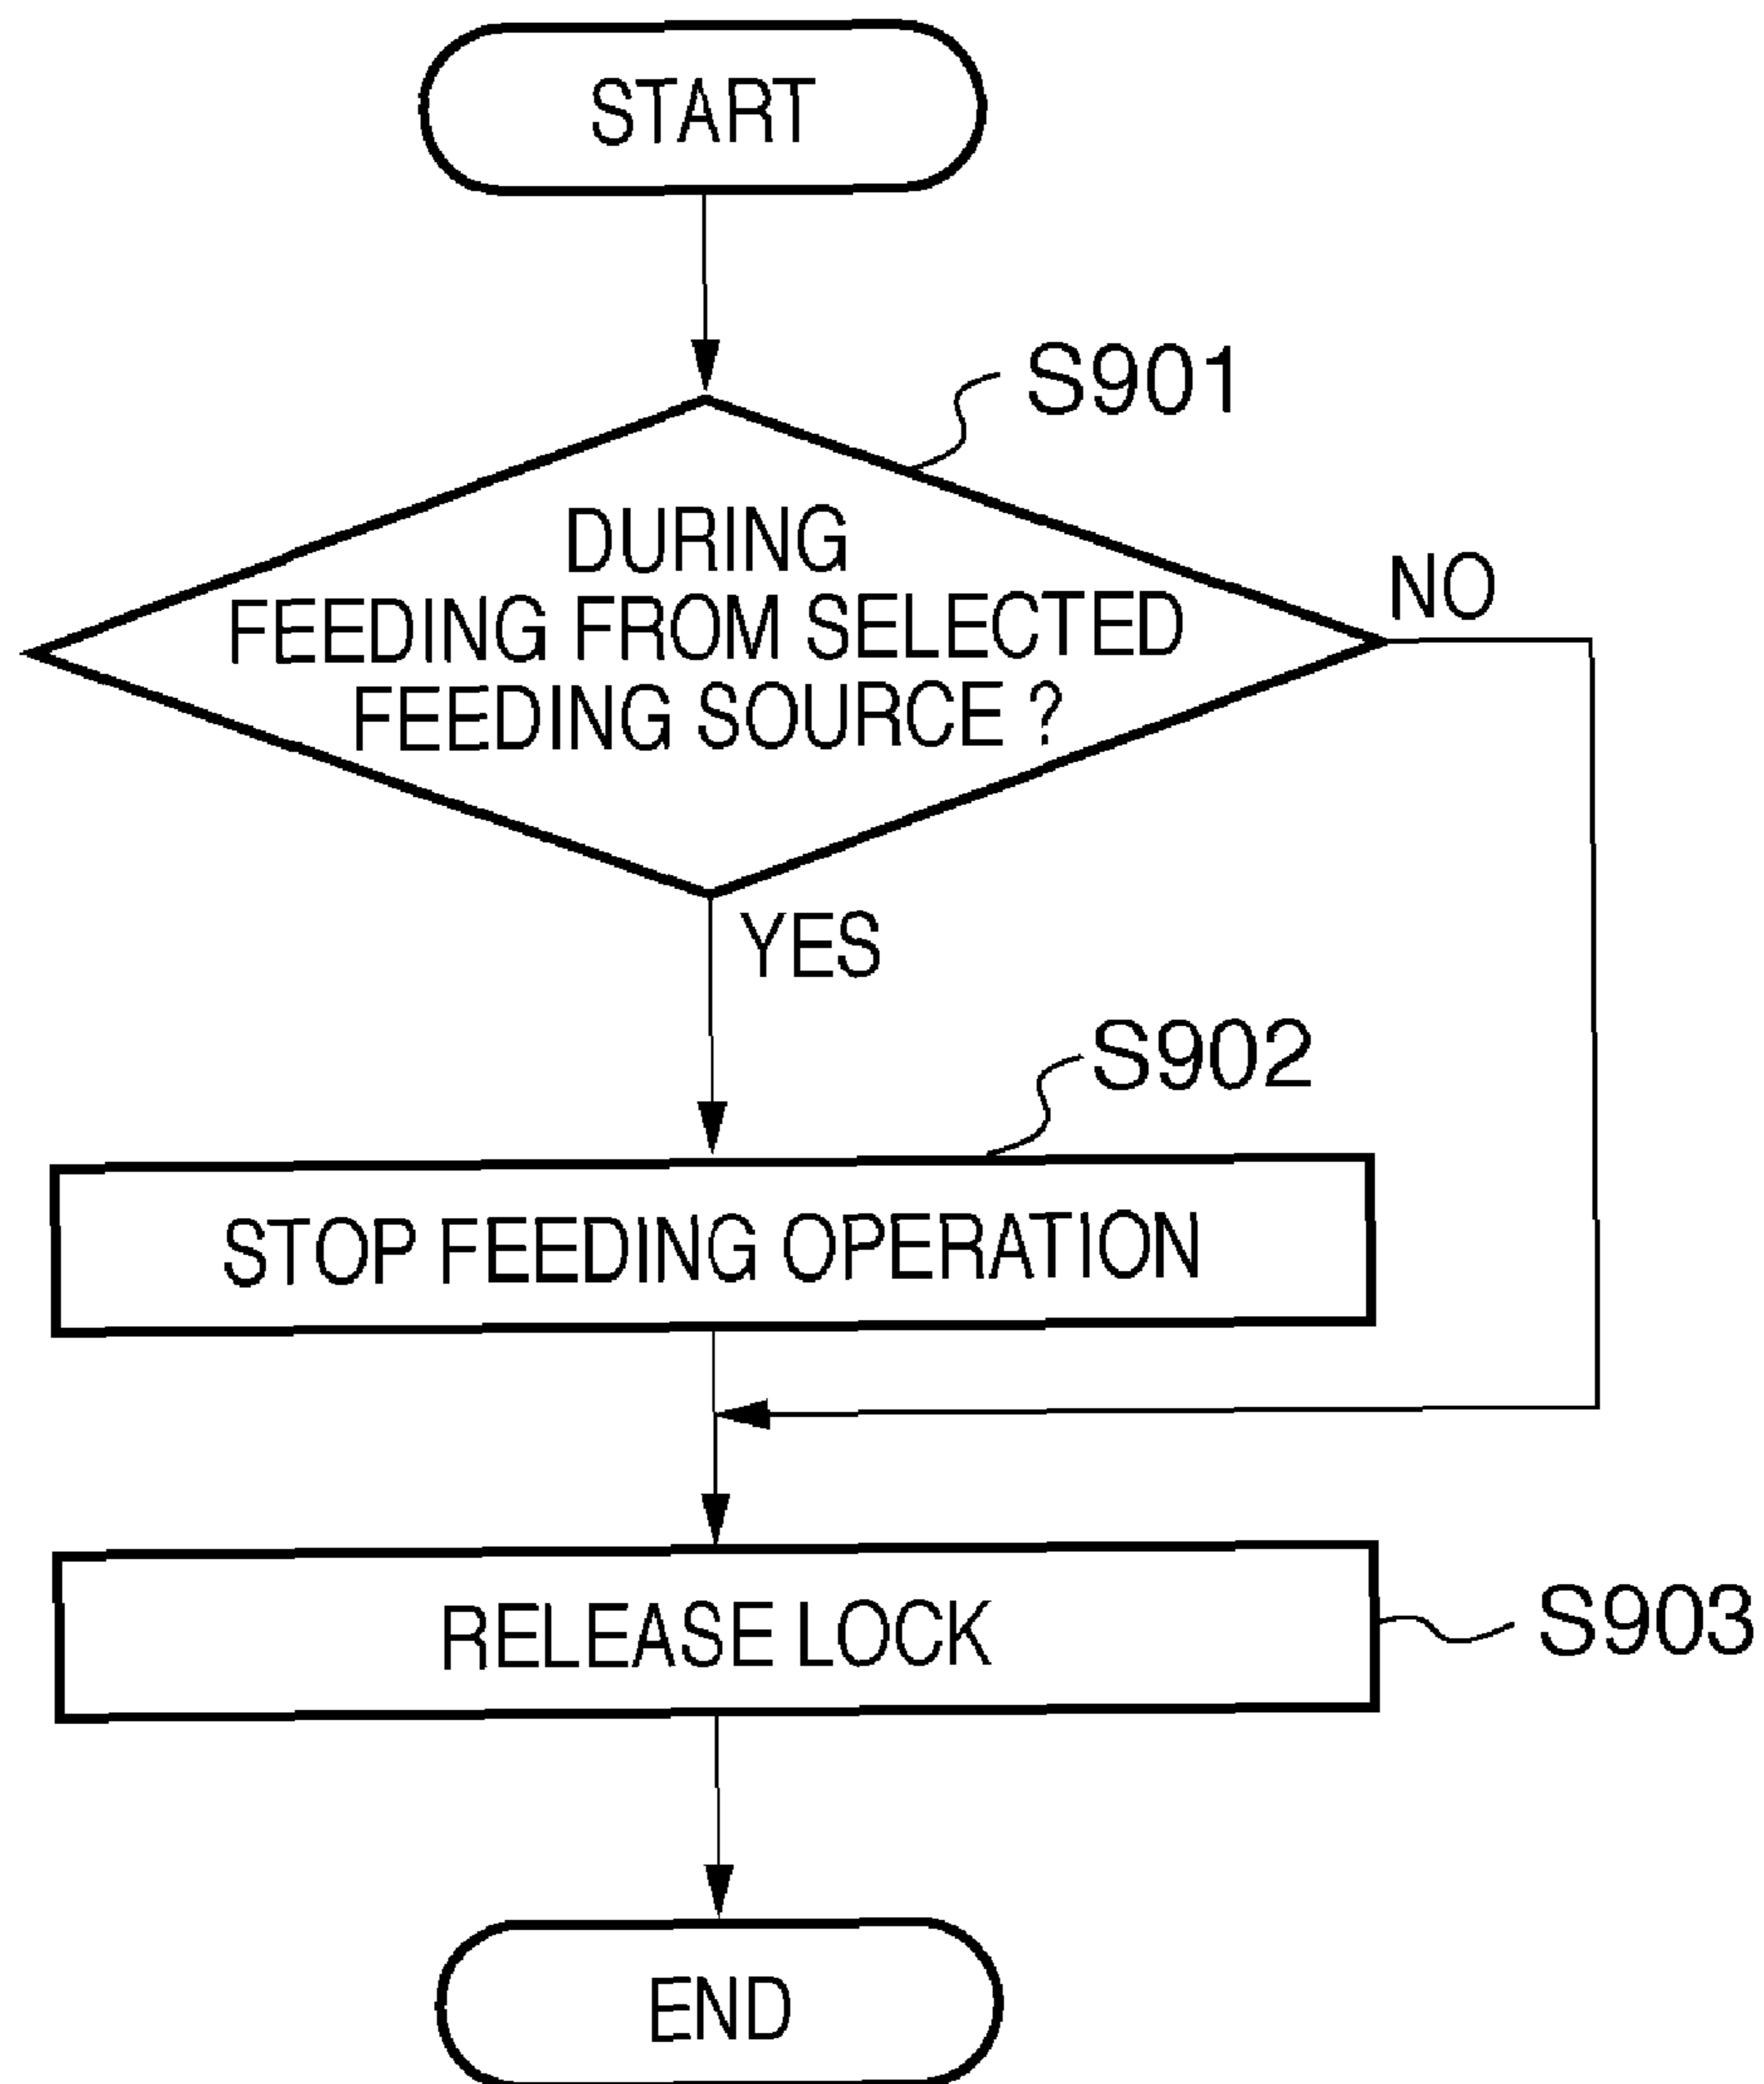 START
S901
DURING
FEEDING FROM SELECTED
FEEDING SOURCE ?
NO
YES
S902
STOP FEEDING OPERATION
RELEASE LOCK
S903
END